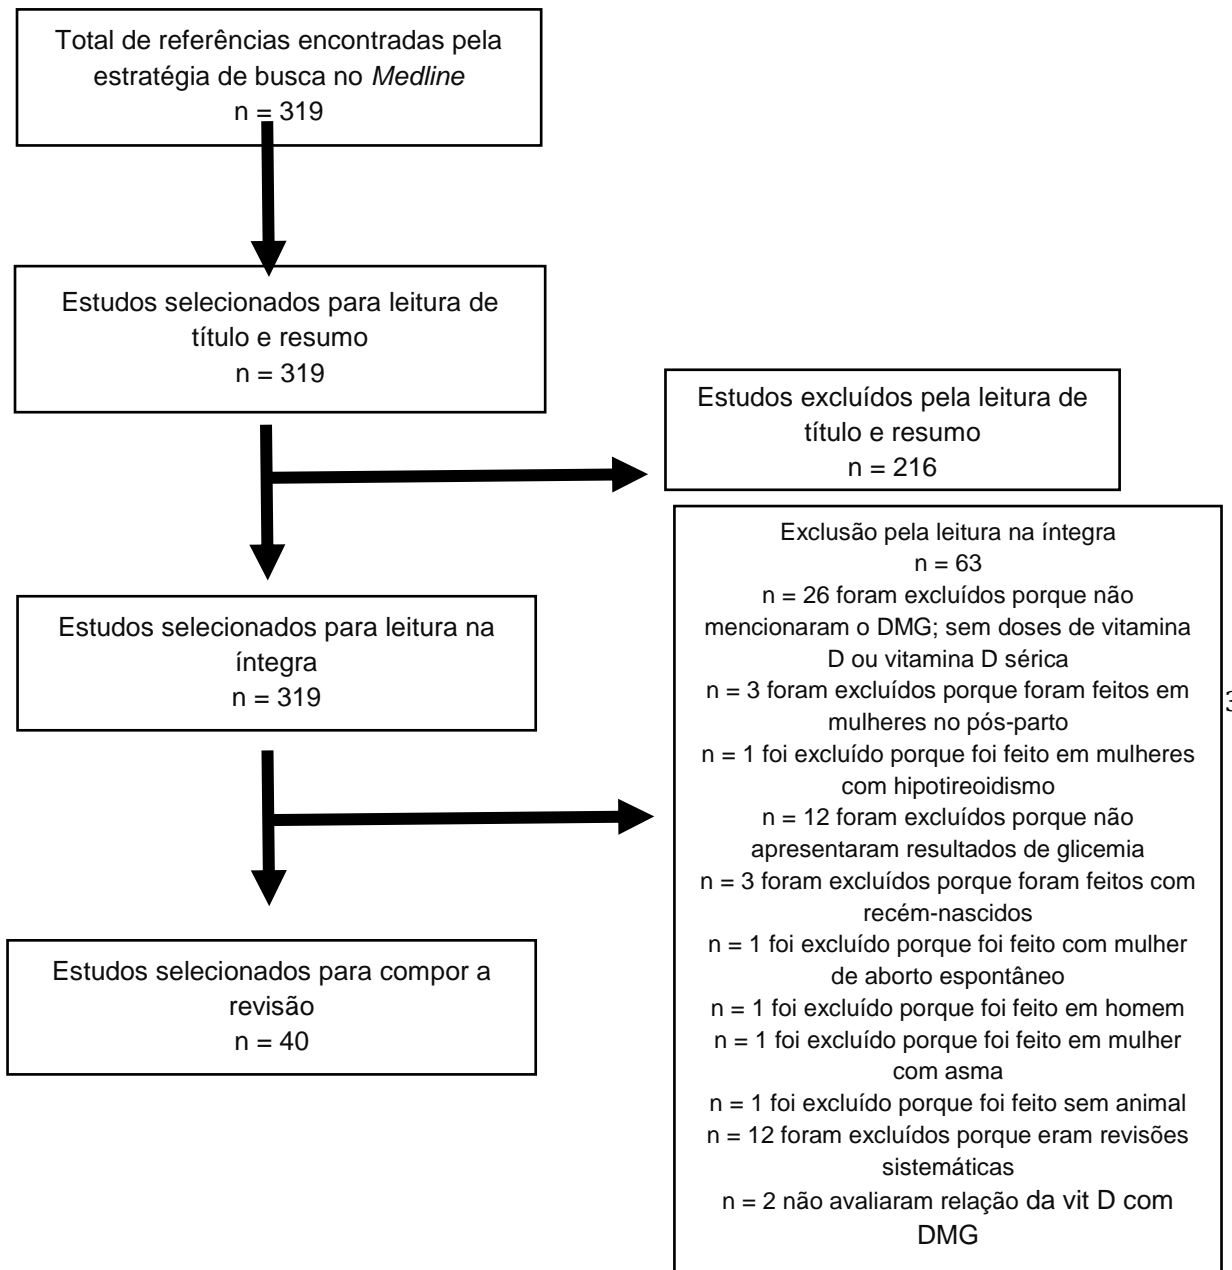 Total de referências encontradas pela
estratégia de busca no Medline
n = 319
Estudos selecionados para leitura de
título e resumo
n = 319
Estudos excluídos pela leitura de
título e resumo
n = 216
Estudos selecionados para leitura na
íntegra
n = 319
Exclusão pela leitura na íntegra
n = 63
n = 26 foram excluídos porque não
mencionaram o DMG; sem doses de vitamina
D ou vitamina D sérica
n = 3 foram excluídos porque foram feitos em
mulheres no pós-parto
n = 1 foi excluído porque foi feito em mulheres
com hipotireoidismo
n = 12 foram excluídos porque não
apresentaram resultados de glicemia
n = 3 foram excluídos porque foram feitos com
recém-nascidos
n = 1 foi excluído porque foi feito com mulher
de aborto espontâneo
n = 1 foi excluído porque foi feito em homem
n = 1 foi excluído porque foi feito em mulher
com asma
n = 1 foi excluído porque foi feito sem animal
n = 12 foram excluídos porque eram revisões
sistemáticas
n = 2 não avaliaram relação da vit D com
DMG
Estudos selecionados para compor a
revisão
n = 40